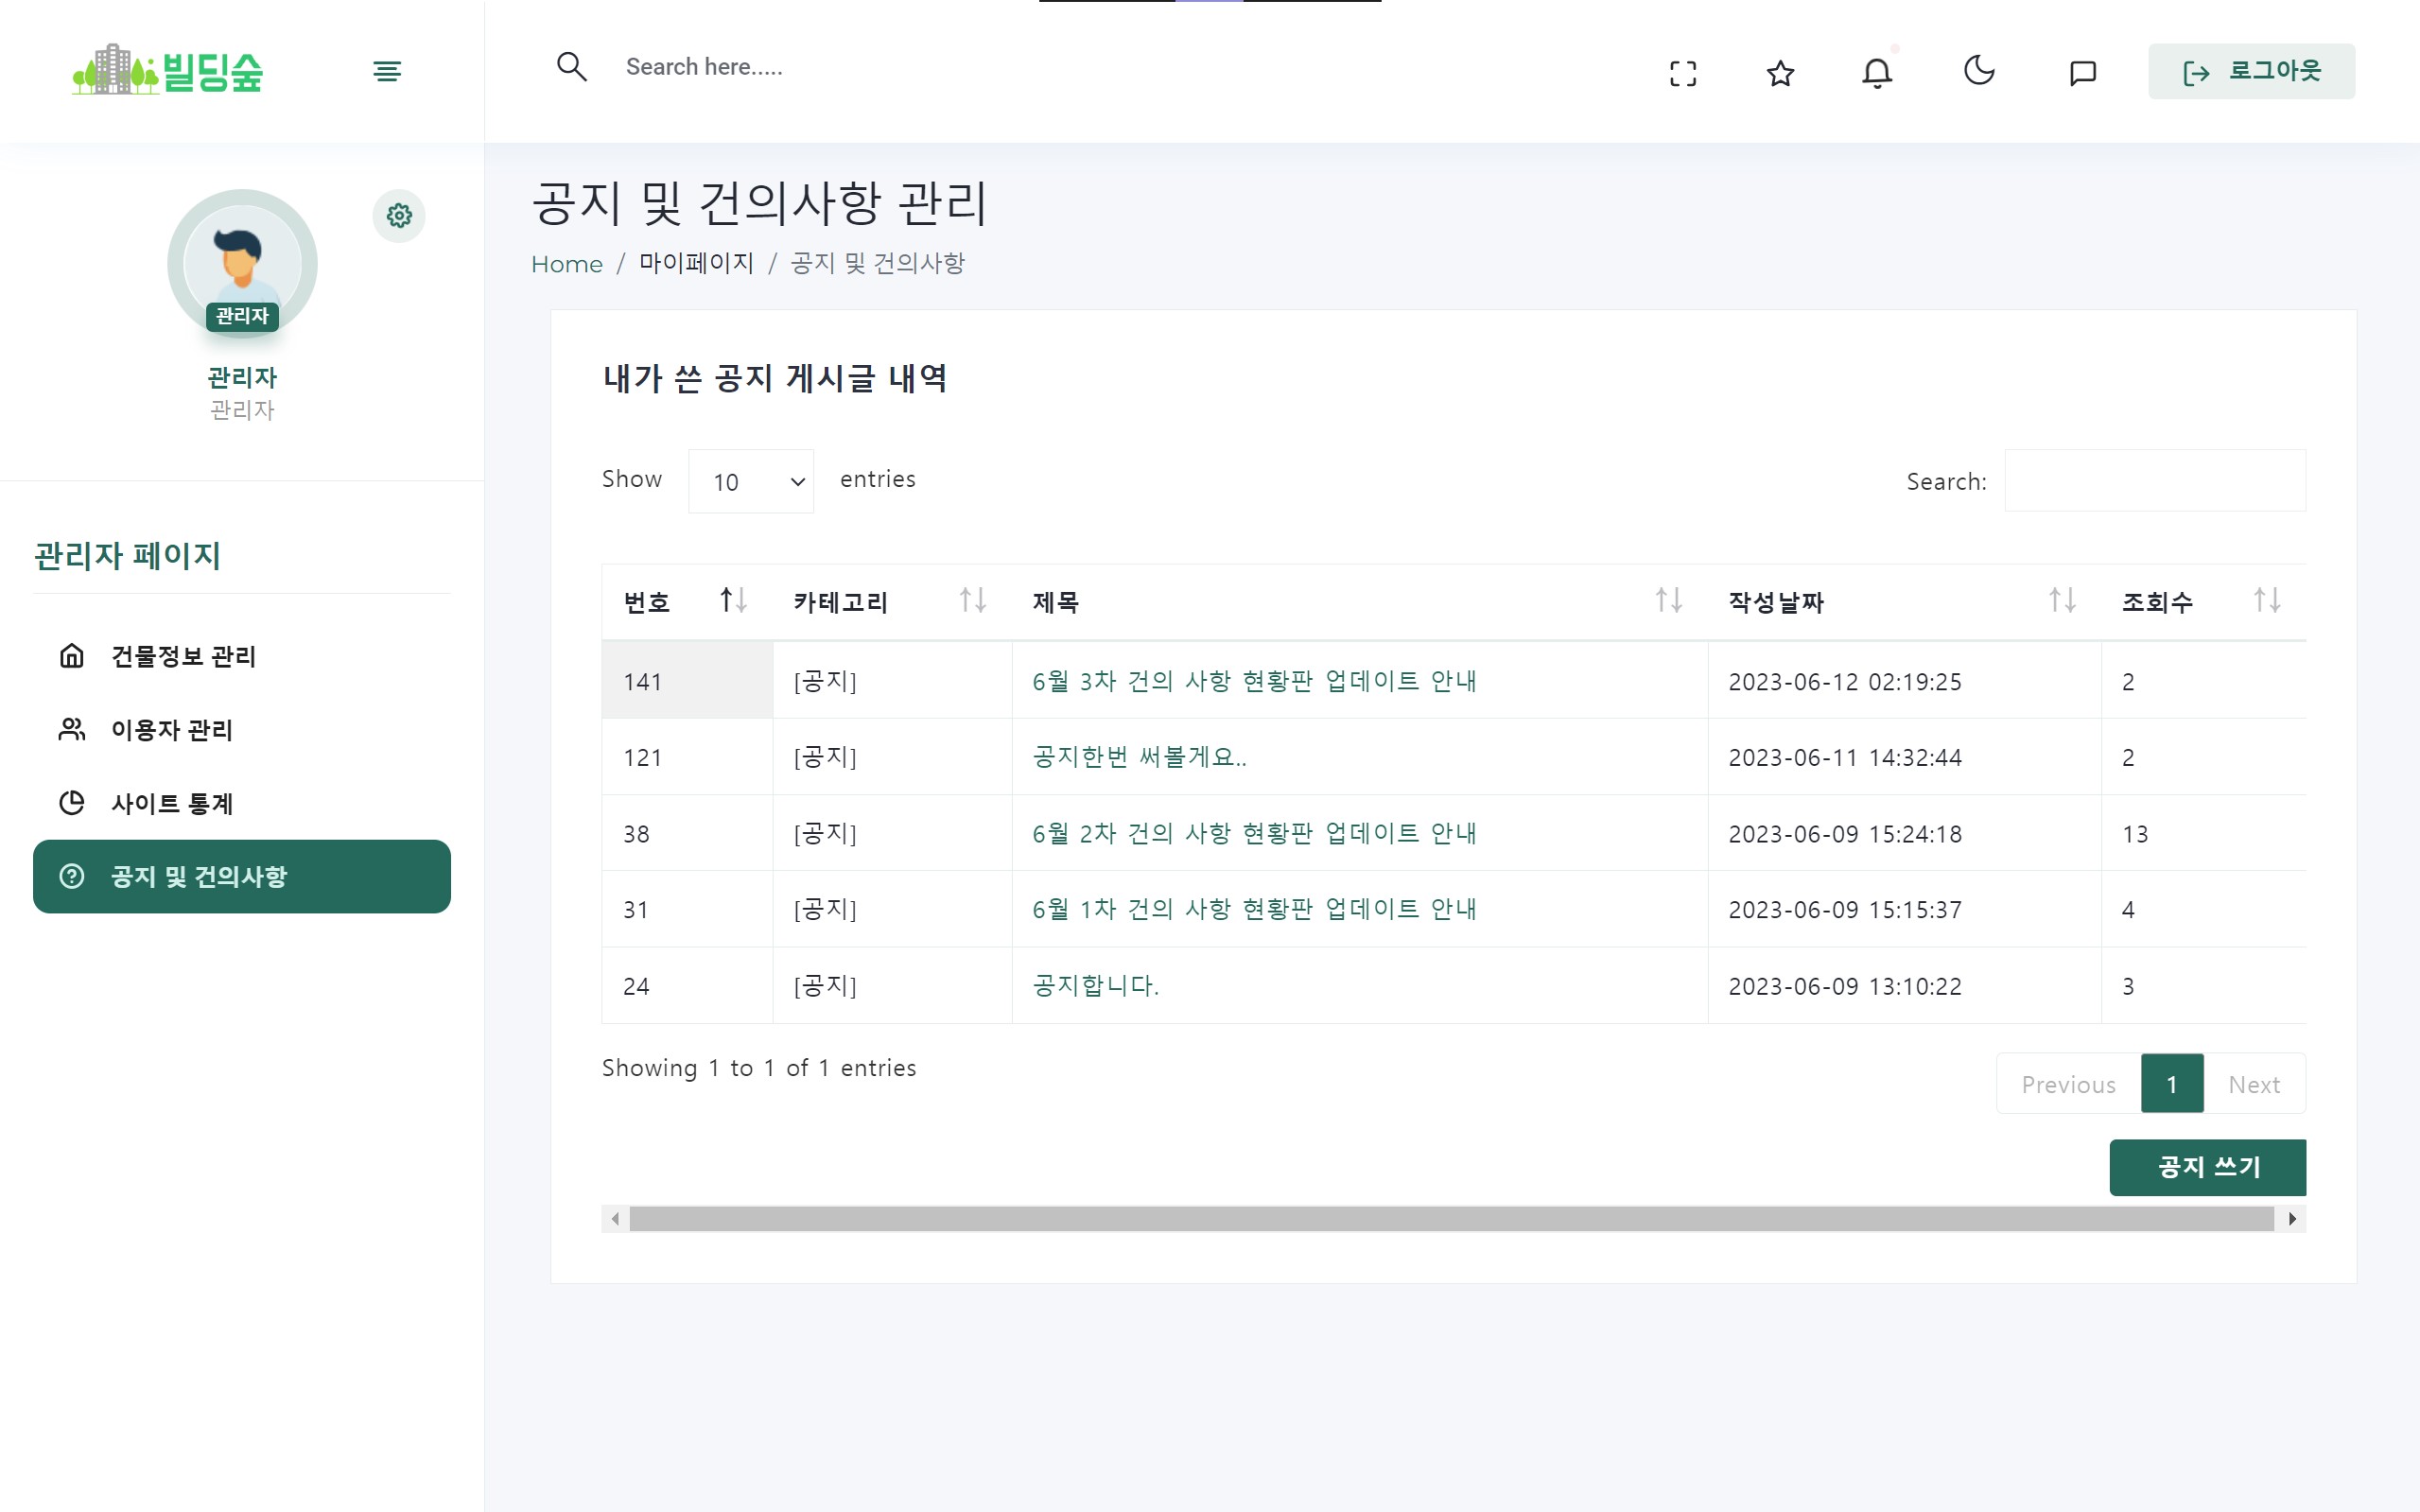 빌딩숲
Search here.....
로그아웃
관리자
관리자
관리자
관리자 페이지
건물정보 관리
이용자 관리
사이트 통계
공지 및 건의사항
공지 및 건의사항 관리
Home / 마이페이지 / 공지 및 건의사항
내가 쓴 공지 게시글 내역
Show 10 entries
Search:
번호 카테고리 제목 작성날짜 조회수
141 [공지] 6월 3차 건의 사항 현황판 업데이트 안내 2023-06-12 02:19:25 2
121 [공지] 공지한번 써볼게요.. 2023-06-11 14:32:44 2
38 [공지] 6월 2차 건의 사항 현황판 업데이트 안내 2023-06-09 15:24:18 13
31 [공지] 6월 1차 건의 사항 현황판 업데이트 안내 2023-06-09 15:15:37 4
24 [공지] 공지합니다. 2023-06-09 13:10:22 3
Showing 1 to 1 of 1 entries
Previous 1 Next
공지 쓰기